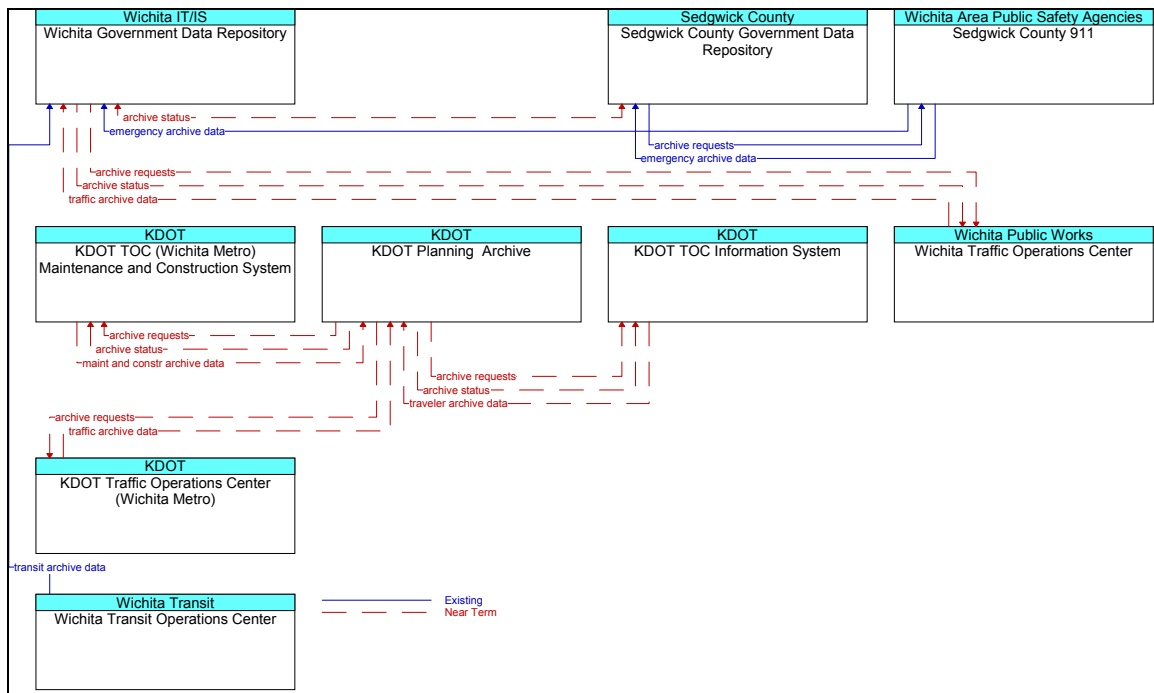 Wichita IT/IS
Wichita Government Data Repository
Sedgwick County
Sedgwick County Government Data
Repository
Wichita Area Public Safety Agencies
Sedgwick County 911
archive status
emergency archive data
archive requests
emergency archive data
archive requests
archive status
traffic archive data
KDOT
KDOT TOC (Wichita Metro)
Maintenance and Construction System
KDOT
KDOT Planning Archive
KDOT
KDOT TOC Information System
Wichita Public Works
Wichita Traffic Operations Center
archive requests
archive status
maint and constr archive data
archive requests
archive status
traveler archive data
archive requests
traffic archive data
KDOT
KDOT Traffic Operations Center
(Wichita Metro)
transit archive data
Wichita Transit
Wichita Transit Operations Center
Existing
Near Term